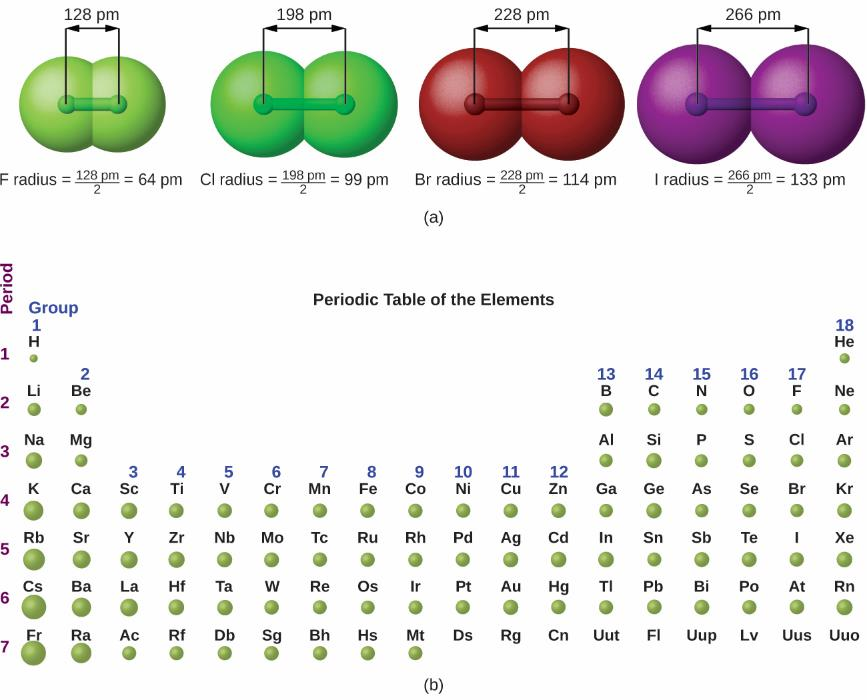 128 pm 198 pm 228 pm 266 pm
F radius = 128 pm / 2 = 64 pm Cl radius = 198 pm / 2 = 99 pm Br radius = 228 pm / 2 = 114 pm I radius = 266 pm / 2 = 133 pm
(a)
Period
Periodic Table of the Elements
Group
1 18
H He
1
2 13 14 15 16 17
Li Be B C N O F Ne
2
Na Mg Al Si P S Cl Ar
3
3 4 5 6 7 8 9 10 11 12
K Ca Sc Ti V Cr Mn Fe Co Ni Cu Zn Ga Ge As Se Br Kr
4
Rb Sr Y Zr Nb Mo Tc Ru Rh Pd Ag Cd In Sn Sb Te I Xe
5
Cs Ba La Hf Ta W Re Os Ir Pt Au Hg Tl Pb Bi Po At Rn
6
Fr Ra Ac Rf Db Sg Bh Hs Mt Ds Rg Cn Uut Fl Uup Lv Uus Uuo
7
(b)